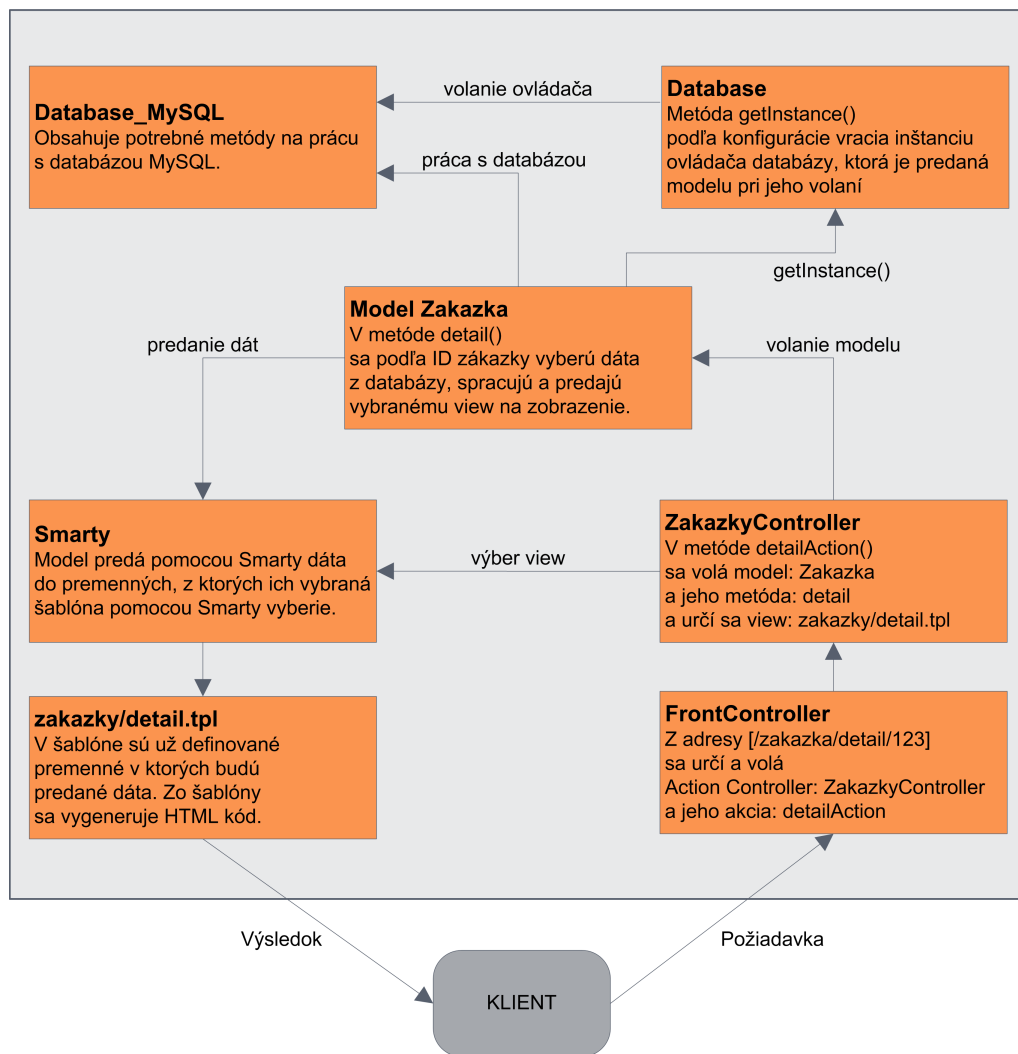 Database_MySQL
Obsahuje potrebné metódy na prácu
s databázou MySQL.
volanie ovládača
práca s databázou
Database
Metóda getInstance()
podľa konfigurácie vracia inštanciu
ovládača databázy, ktorá je predaná
modelu pri jeho volaní
getInstance()
Model Zakazka
V metóde detail()
sa podľa ID zákazky vyberú dáta
z databázy, spracujú a predajú
vybranému view na zobrazenie.
predanie dát
volanie modelu
Smarty
Model predá pomocou Smarty dáta
do premenných, z ktorých ich vybraná
šablóna pomocou Smarty vyberie.
výber view
ZakazkyController
V metóde detailAction()
sa volá model: Zakazka
a jeho metóda: detail
a určí sa view: zakazky/detail.tpl
zakazky/detail.tpl
V šablóne sú už definované
premenné v ktorých budú
predané dáta. Zo šablóny
sa vygeneruje HTML kód.
FrontController
Z adresy [/zakazka/detail/123]
sa určí a volá
Action Controller: ZakazkyController
a jeho akcia: detailAction
Výsledok
Požiadavka
KLIENT